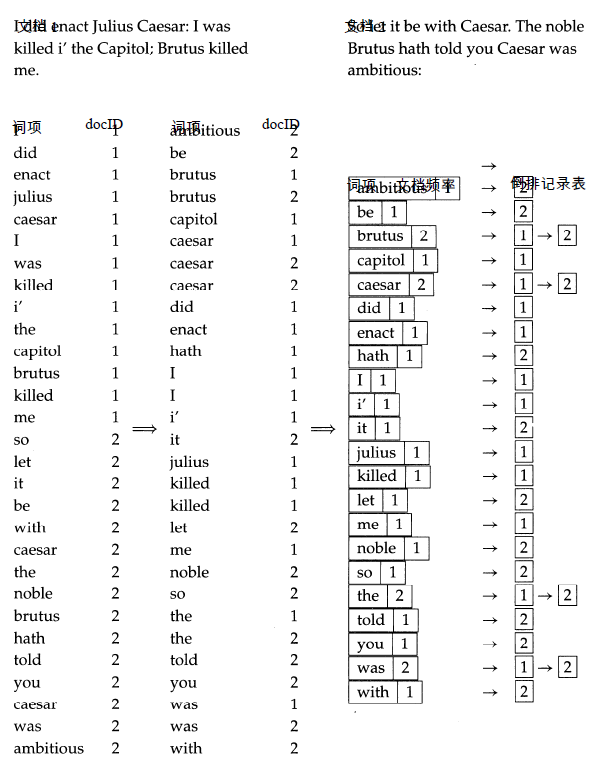 文档 1
I did enact Julius Caesar: I was
killed i′ the Capitol; Brutus killed
me.
文档 2
So let it be with Caesar. The noble
Brutus hath told you Caesar was
ambitious:
词项 docID
I 1
did 1
enact 1
julius 1
caesar 1
I 1
was 1
killed 1
i′ 1
the 1
capitol 1
brutus 1
killed 1
me 1
so 2
let 2
it 2
be 2
with 2
caesar 2
the 2
noble 2
brutus 2
hath 2
told 2
you 2
caesar 2
was 2
ambitious 2
⟹
词项 docID
ambitious 2
be 2
brutus 1
brutus 2
capitol 1
caesar 1
caesar 2
caesar 2
did 1
enact 1
hath 1
I 1
I 1
i′ 1
it 2
julius 1
killed 1
killed 1
let 2
me 1
noble 2
so 2
the 1
the 2
told 2
you 2
was 1
was 2
with 2
⟹
词项 文档频率 → 倒排记录表
ambitious 1 → 2
be 1 → 2
brutus 2 → 1 → 2
capitol 1 → 1
caesar 2 → 1 → 2
did 1 → 1
enact 1 → 1
hath 1 → 2
I 1 → 1
i′ 1 → 1
it 1 → 2
julius 1 → 1
killed 1 → 1
let 1 → 2
me 1 → 1
noble 1 → 2
so 1 → 2
the 2 → 1 → 2
told 1 → 2
you 1 → 2
was 2 → 1 → 2
with 1 → 2